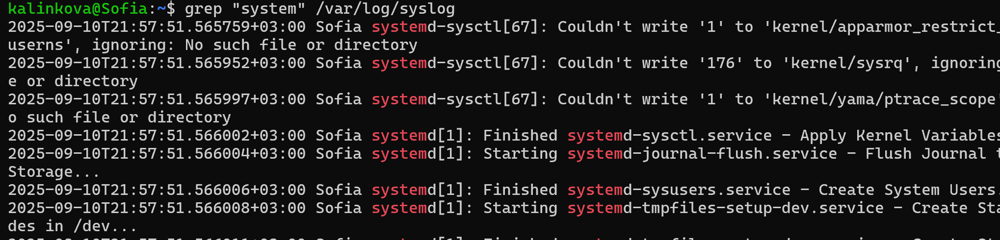 kalinkova@Sofia:~$ grep "system" /var/log/syslog
2025-09-10T21:57:51.565759+03:00 Sofia systemd-sysctl[67]: Couldn't write '1' to 'kernel/apparmor_restrict_
userns', ignoring: No such file or directory
2025-09-10T21:57:51.565952+03:00 Sofia systemd-sysctl[67]: Couldn't write '176' to 'kernel/sysrq', ignoring
e or directory
2025-09-10T21:57:51.565997+03:00 Sofia systemd-sysctl[67]: Couldn't write '1' to 'kernel/yama/ptrace_scope'
o such file or directory
2025-09-10T21:57:51.566002+03:00 Sofia systemd[1]: Finished systemd-sysctl.service - Apply Kernel Variables
2025-09-10T21:57:51.566004+03:00 Sofia systemd[1]: Starting systemd-journal-flush.service - Flush Journal t
Storage...
2025-09-10T21:57:51.566006+03:00 Sofia systemd[1]: Finished systemd-sysusers.service - Create System Users.
2025-09-10T21:57:51.566008+03:00 Sofia systemd[1]: Starting systemd-tmpfiles-setup-dev.service - Create Sta
des in /dev...